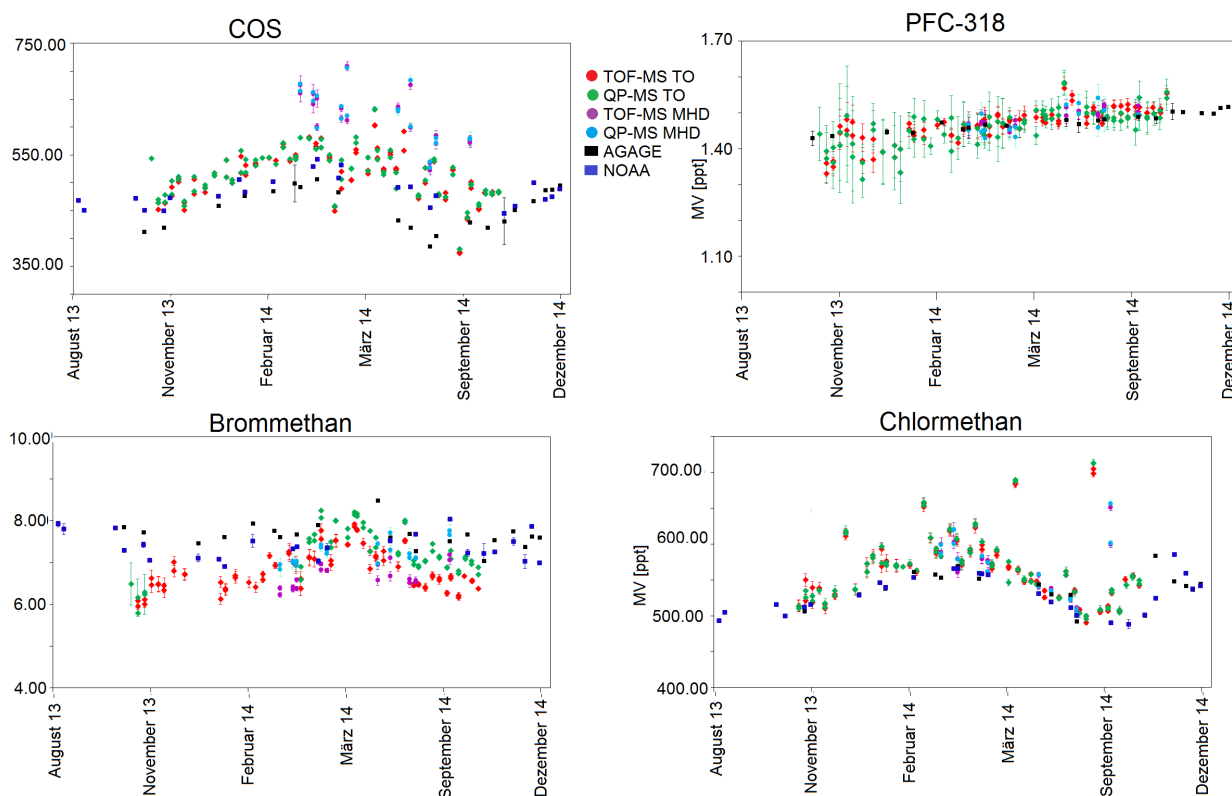 COS
750.00
550.00
350.00
August 13
November 13
Februar 14
März 14
September 14
Dezember 14
TOF-MS TO
QP-MS TO
TOF-MS MHD
QP-MS MHD
AGAGE
NOAA
PFC-318
MV [ppt]
1.70
1.40
1.10
August 13
November 13
Februar 14
März 14
September 14
Dezember 14
Brommethan
10.00
8.00
6.00
4.00
August 13
November 13
Februar 14
März 14
September 14
Dezember 14
Chlormethan
MV [ppt]
700.00
600.00
500.00
400.00
August 13
November 13
Februar 14
März 14
September 14
Dezember 14